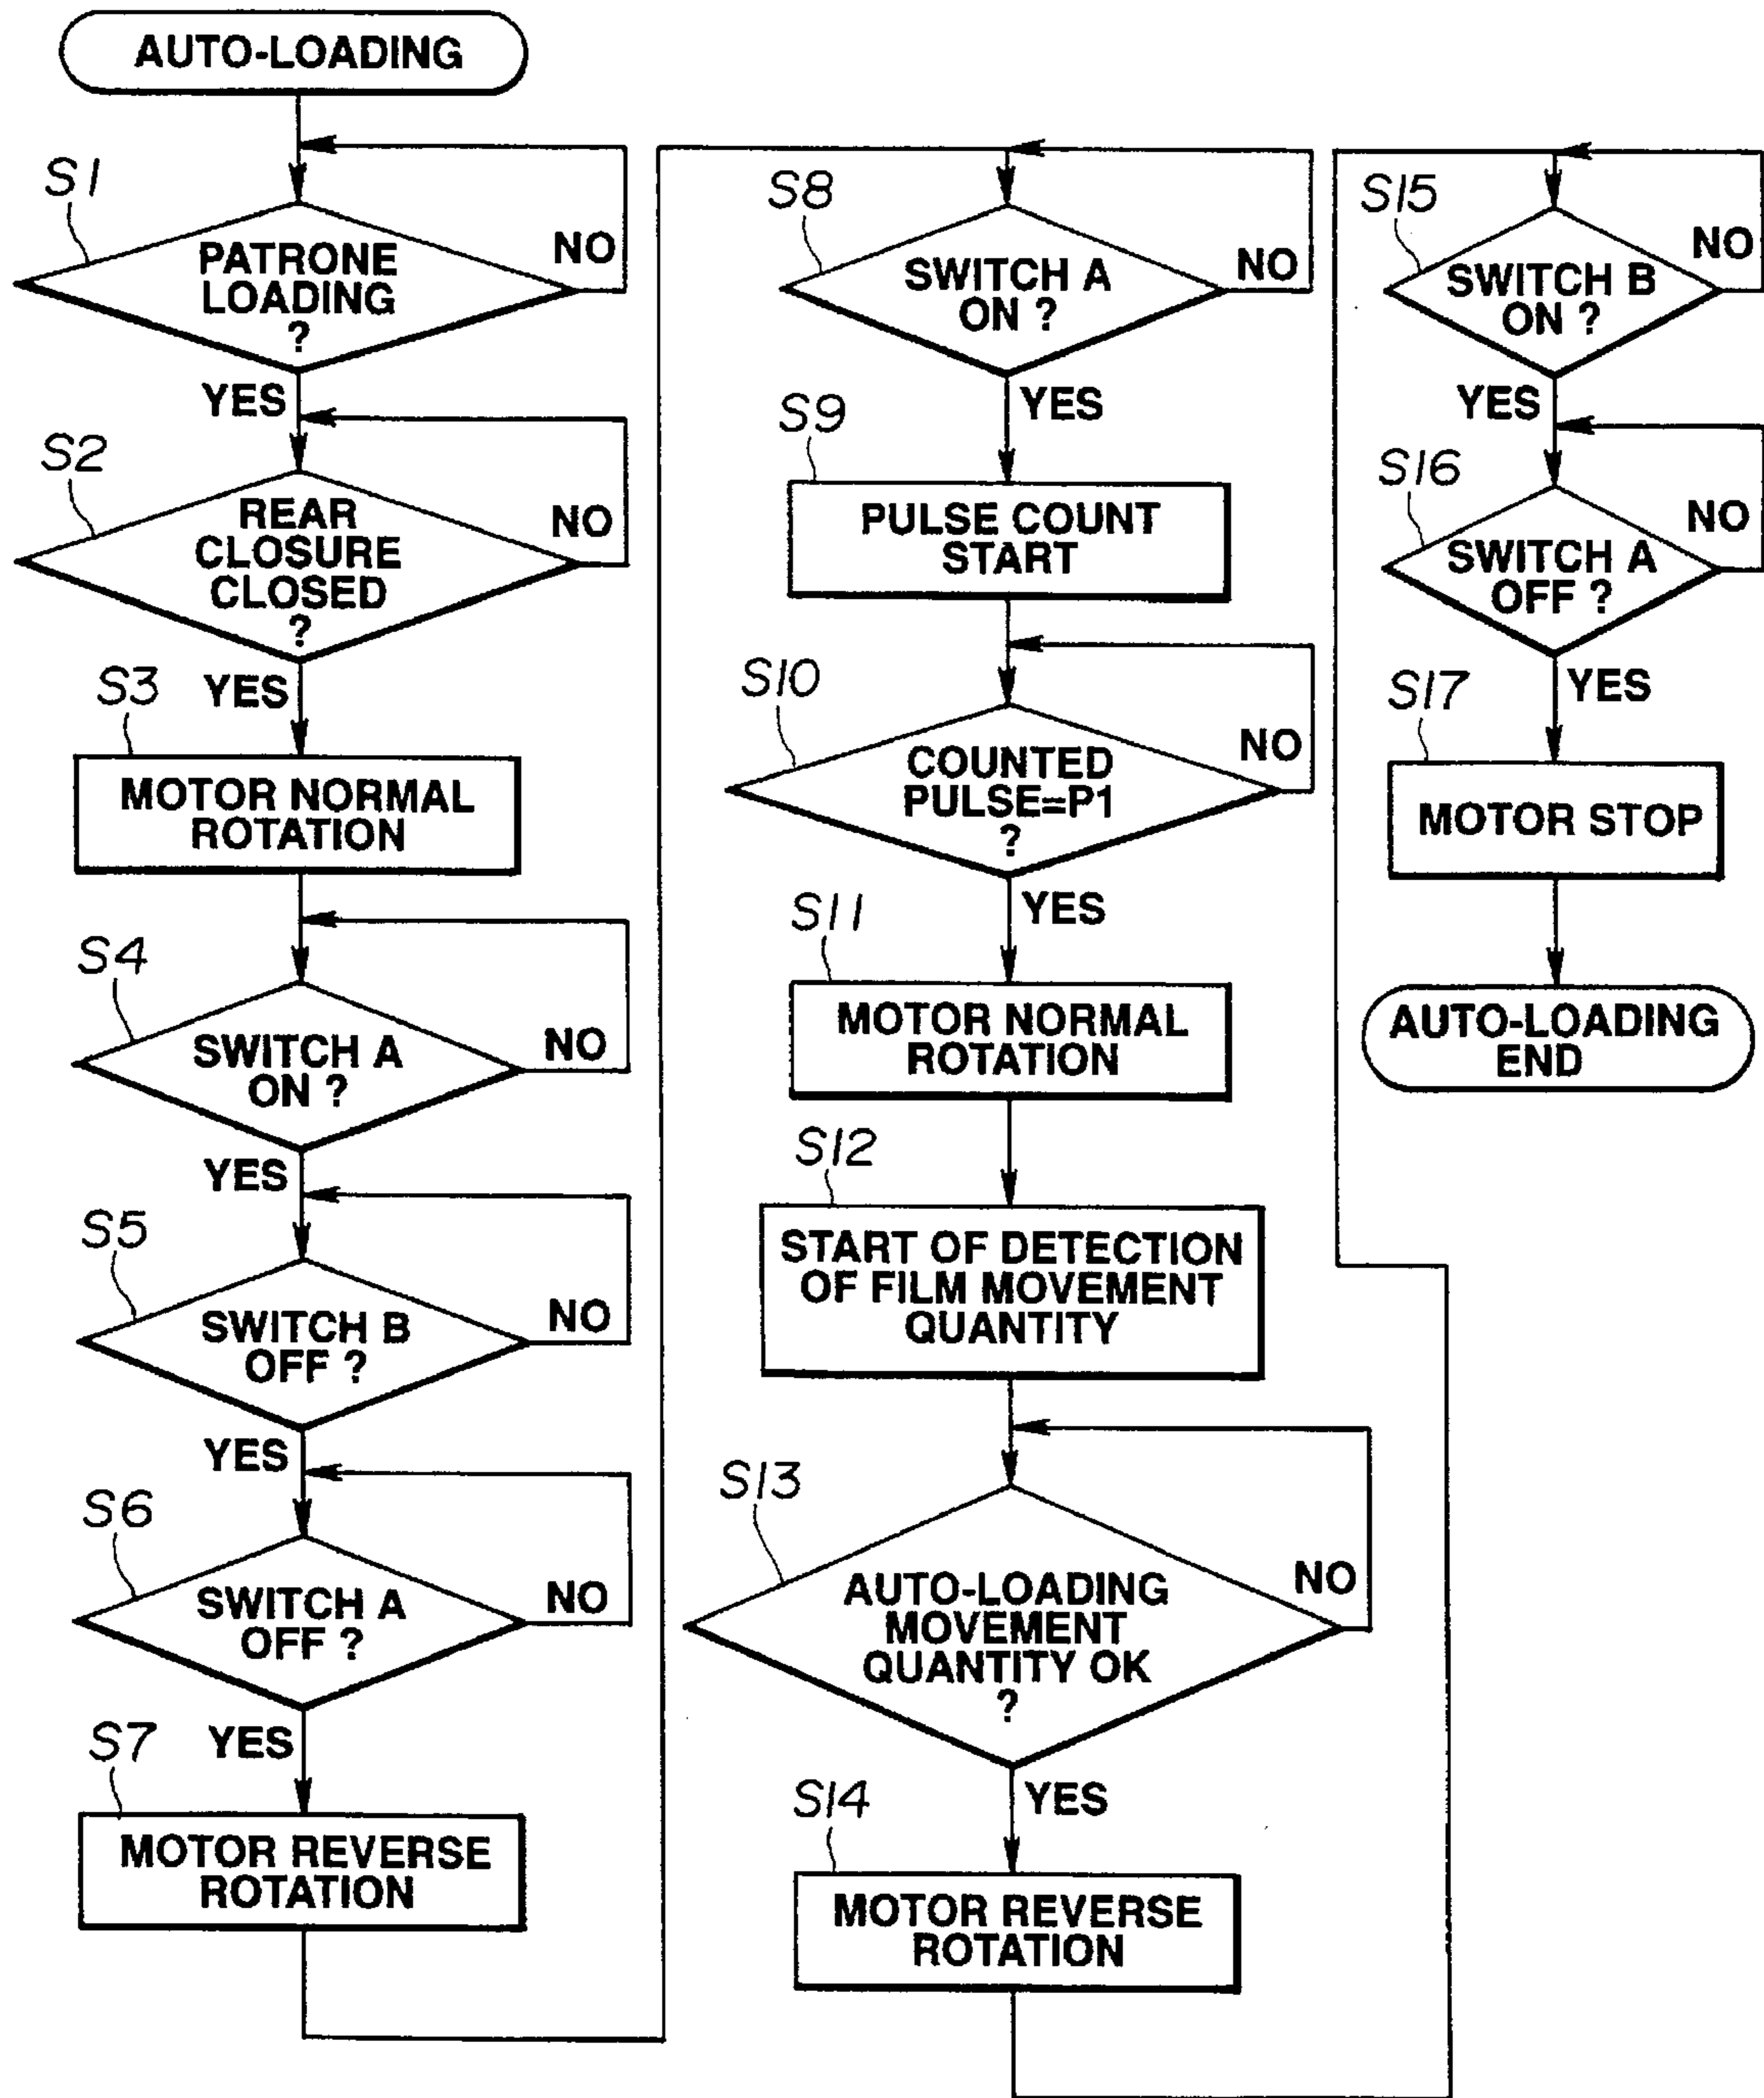 AUTO-LOADING
S1
PATRONE
LOADING
?
NO
YES
S2
REAR
CLOSURE
CLOSED
?
NO
YES
S3
MOTOR NORMAL
ROTATION
S4
SWITCH A
ON ?
NO
YES
S5
SWITCH B
OFF ?
NO
YES
S6
SWITCH A
OFF ?
NO
YES
S7
MOTOR REVERSE
ROTATION
S8
SWITCH A
ON ?
NO
YES
S9
PULSE COUNT
START
S10
COUNTED
PULSE=P1
?
NO
YES
S11
MOTOR NORMAL
ROTATION
S12
START OF DETECTION
OF FILM MOVEMENT
QUANTITY
S13
AUTO-LOADING
MOVEMENT
QUANTITY OK
?
NO
YES
S14
MOTOR REVERSE
ROTATION
S15
SWITCH B
ON ?
NO
YES
S16
SWITCH A
OFF ?
NO
YES
S17
MOTOR STOP
AUTO-LOADING
END